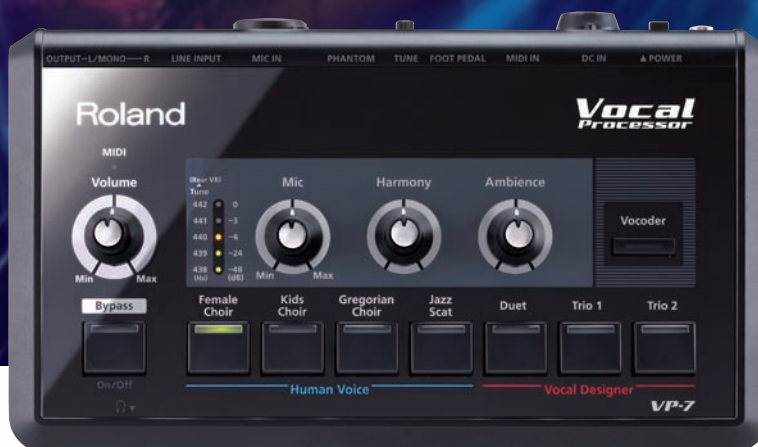 OUTPUT–L/MONO—R LINE INPUT MIC IN PHANTOM TUNE FOOT PEDAL MIDI IN DC IN ▲POWER
Roland
Vocal
Processor
MIDI
Volume
Min Max
(Rear VR)
Tune
442 0
441 –3
440 –6
439 –24
438 –48
(Hz) (dB)
Mic
Min Max
Harmony
Ambience
Vocoder
Bypass
On/Off
Female
Choir
Kids
Choir
Gregorian
Choir
Jazz
Scat
Duet
Trio 1
Trio 2
Human Voice
Vocal Designer
VP-7